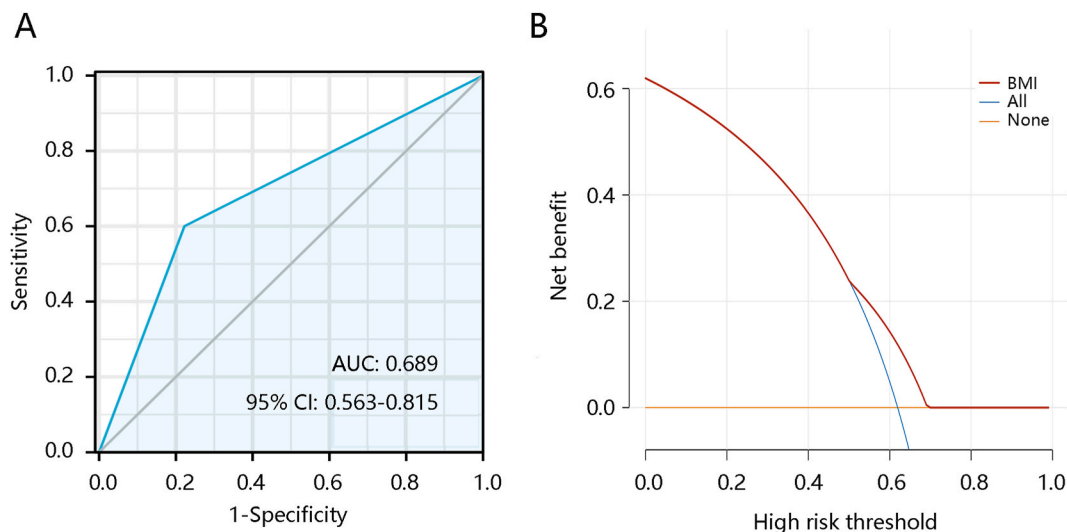 A
1.0
0.8
0.6
0.4
0.2
0.0
Sensitivity
AUC: 0.689
95% CI: 0.563-0.815
0.0 0.2 0.4 0.6 0.8 1.0
1-Specificity
B
0.6
0.4
0.2
0.0
Net benefit
BMI
All
None
0.0 0.2 0.4 0.6 0.8 1.0
High risk threshold